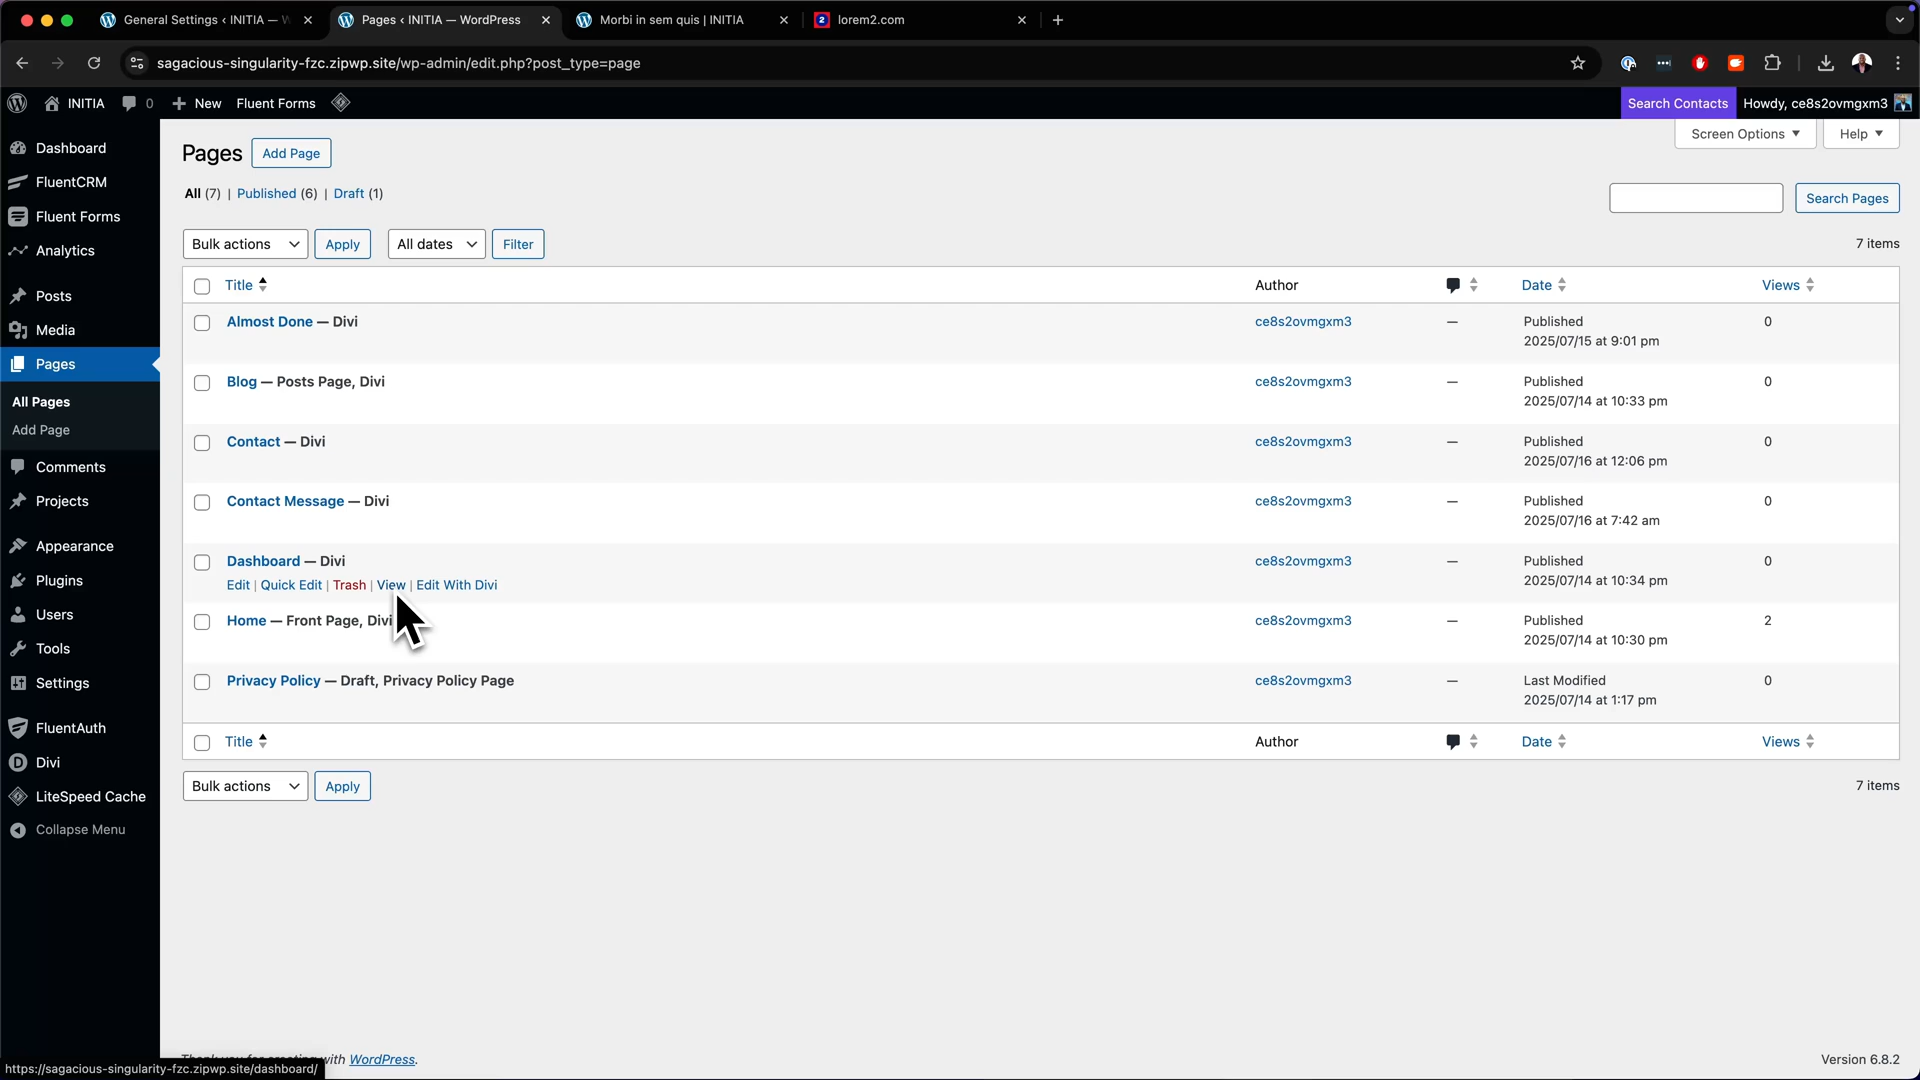 General Settings ‹ INITIA — W
Pages ‹ INITIA — WordPress
Morbi in sem quis | INITIA
lorem2.com
sagacious-singularity-fzc.zipwp.site/wp-admin/edit.php?post_type=page
INITIA
0
New
Fluent Forms
Search Contacts
Howdy, ce8s2ovmgxm3
Dashboard
FluentCRM
Fluent Forms
Analytics
Posts
Media
Pages
All Pages
Add Page
Comments
Projects
Appearance
Plugins
Users
Tools
Settings
FluentAuth
Divi
LiteSpeed Cache
Collapse Menu
Screen Options
Help
Pages
Add Page
All (7) | Published (6) | Draft (1)
Search Pages
Bulk actions
Apply
All dates
Filter
7 items
Title
Author
Date
Views
Almost Done — Divi
ce8s2ovmgxm3
—
Published
0
2025/07/15 at 9:01 pm
Blog — Posts Page, Divi
ce8s2ovmgxm3
—
Published
0
2025/07/14 at 10:33 pm
Contact — Divi
ce8s2ovmgxm3
—
Published
0
2025/07/16 at 12:06 pm
Contact Message — Divi
ce8s2ovmgxm3
—
Published
0
2025/07/16 at 7:42 am
Dashboard — Divi
ce8s2ovmgxm3
—
Published
0
Edit | Quick Edit | Trash | View | Edit With Divi
2025/07/14 at 10:34 pm
Home — Front Page, Divi
ce8s2ovmgxm3
—
Published
2
2025/07/14 at 10:30 pm
Privacy Policy — Draft, Privacy Policy Page
ce8s2ovmgxm3
—
Last Modified
0
2025/07/14 at 1:17 pm
Title
Author
Date
Views
Bulk actions
Apply
7 items
Thank you for creating with WordPress.
Version 6.8.2
https://sagacious-singularity-fzc.zipwp.site/dashboard/